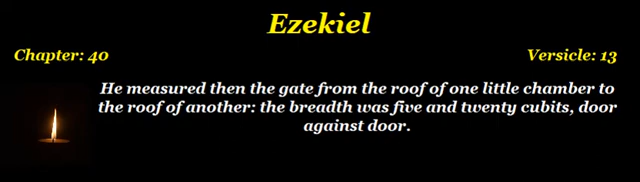 Ezekiel
Chapter: 40 Versicle: 13
He measured then the gate from the roof of one little chamber to
the roof of another: the breadth was five and twenty cubits, door
against door.